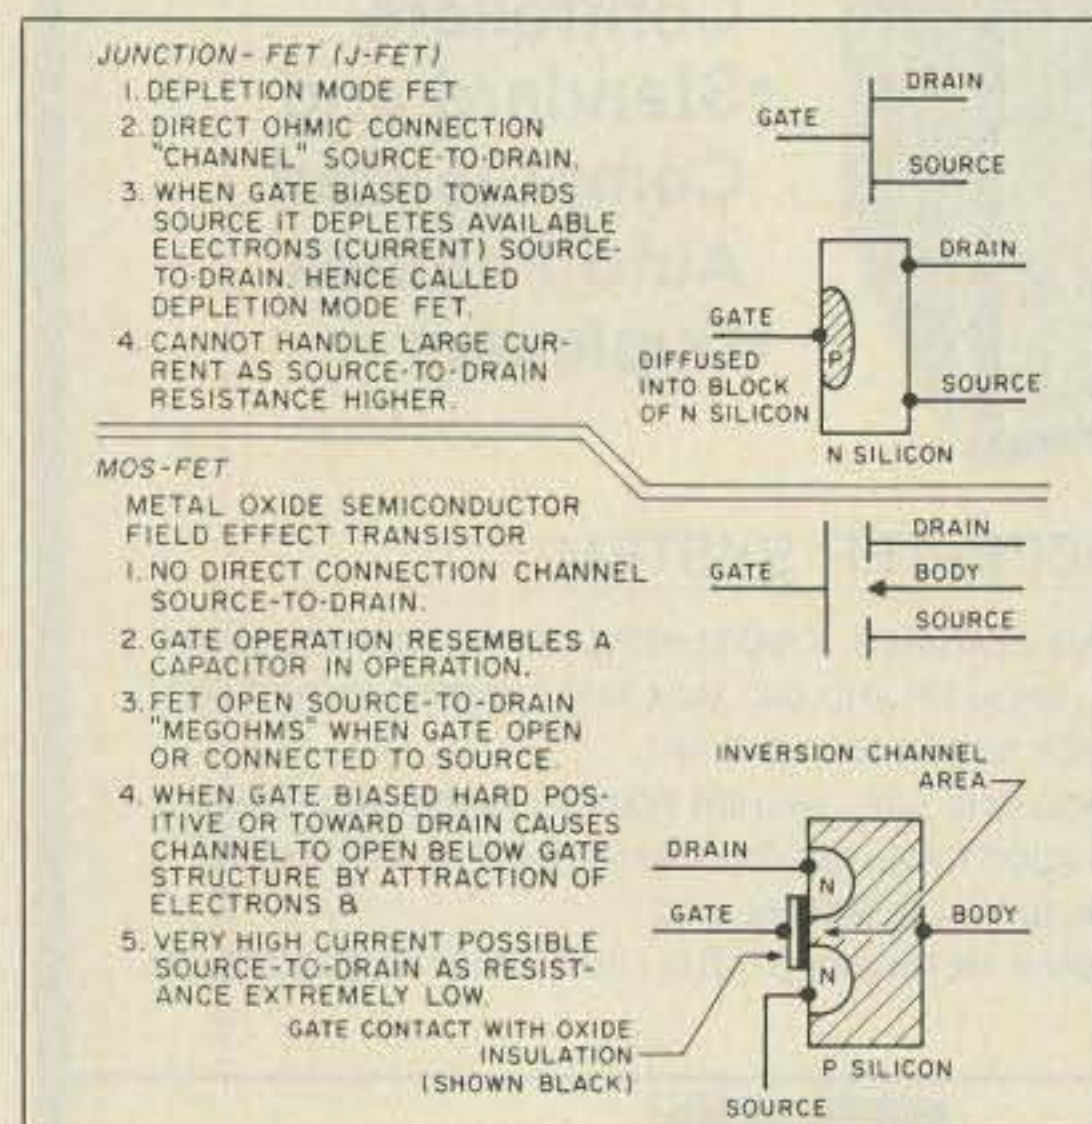 JUNCTION-FET (J-FET)
1. DEPLETION MODE FET
2. DIRECT OHMIC CONNECTION
"CHANNEL" SOURCE-TO-DRAIN.
3. WHEN GATE BIASED TOWARDS
SOURCE IT DEPLETES AVAILABLE
ELECTRONS (CURRENT) SOURCE-
TO-DRAIN. HENCE CALLED
DEPLETION MODE FET.
4. CANNOT HANDLE LARGE CUR-
RENT AS SOURCE-TO-DRAIN
RESISTANCE HIGHER.
DRAIN
GATE
SOURCE
DRAIN
GATE
P
DIFFUSED
INTO BLOCK
OF N SILICON
SOURCE
N SILICON
MOS-FET
METAL OXIDE SEMICONDUCTOR
FIELD EFFECT TRANSISTOR
1. NO DIRECT CONNECTION CHANNEL
SOURCE-TO-DRAIN.
2. GATE OPERATION RESEMBLES A
CAPACITOR IN OPERATION.
3. FET OPEN SOURCE-TO-DRAIN
"MEGOHMS" WHEN GATE OPEN
OR CONNECTED TO SOURCE.
4. WHEN GATE BIASED HARD POS-
ITIVE OR TOWARD DRAIN CAUSES
CHANNEL TO OPEN BELOW GATE
STRUCTURE BY ATTRACTION OF
ELECTRONS &
5. VERY HIGH CURRENT POSSIBLE
SOURCE-TO-DRAIN AS RESIST-
ANCE EXTREMELY LOW.
DRAIN
GATE
BODY
SOURCE
INVERSION CHANNEL
AREA
DRAIN
N
GATE
BODY
N
GATE CONTACT WITH OXIDE
INSULATION
(SHOWN BLACK)
P SILICON
SOURCE